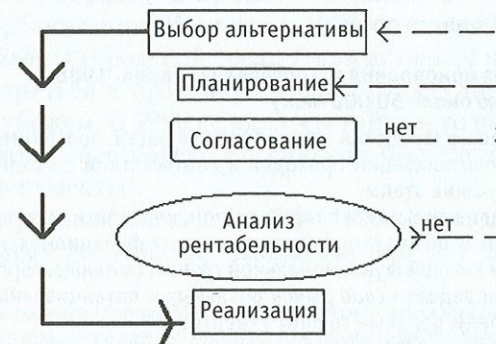 Выбор альтернативы
Планирование
Согласование
нет
Анализ
рентабельности
нет
Реализация